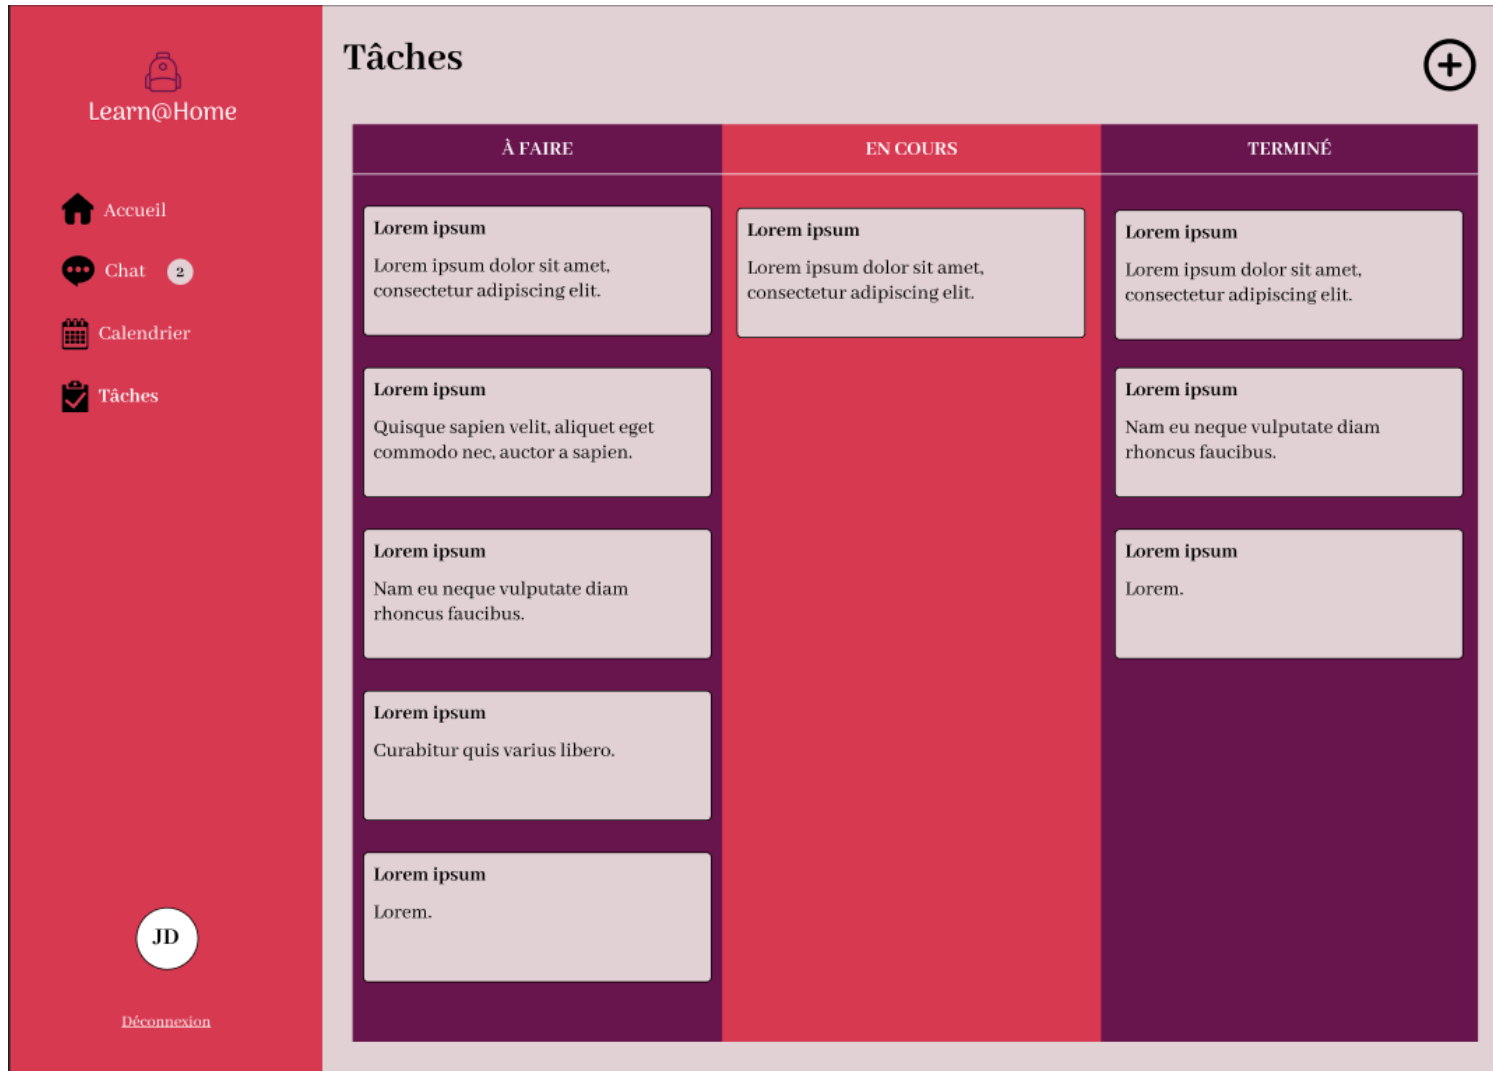 Learn@Home
Accueil
Chat 2
Calendrier
Tâches
JD
Déconnexion
Tâches
À FAIRE
Lorem ipsum
Lorem ipsum dolor sit amet,
consectetur adipiscing elit.
Lorem ipsum
Quisque sapien velit, aliquet eget
commodo nec, auctor a sapien.
Lorem ipsum
Nam eu neque vulputate diam
rhoncus faucibus.
Lorem ipsum
Curabitur quis varius libero.
Lorem ipsum
Lorem.
EN COURS
Lorem ipsum
Lorem ipsum dolor sit amet,
consectetur adipiscing elit.
TERMINÉ
Lorem ipsum
Lorem ipsum dolor sit amet,
consectetur adipiscing elit.
Lorem ipsum
Nam eu neque vulputate diam
rhoncus faucibus.
Lorem ipsum
Lorem.